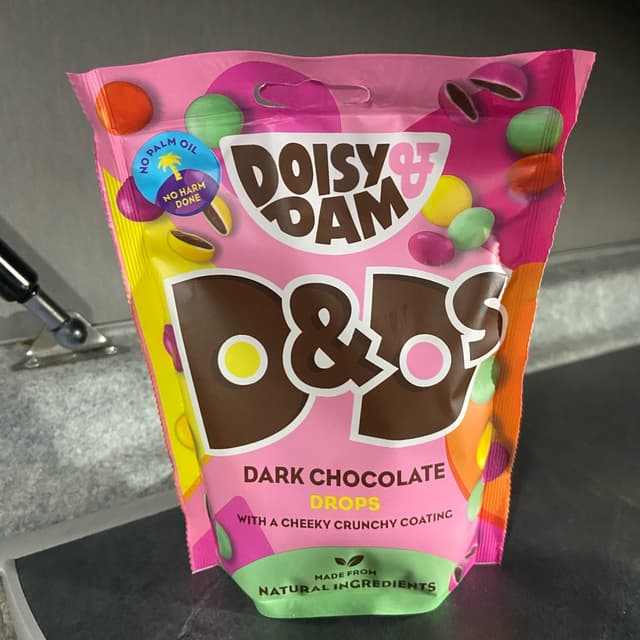 NO PALM OIL
NO HARM
DONE
DOISY &
DAM
D&Ds
DARK CHOCOLATE
DROPS
WITH A CHEEKY CRUNCHY COATING
MADE FROM
NATURAL INGREDIENTS